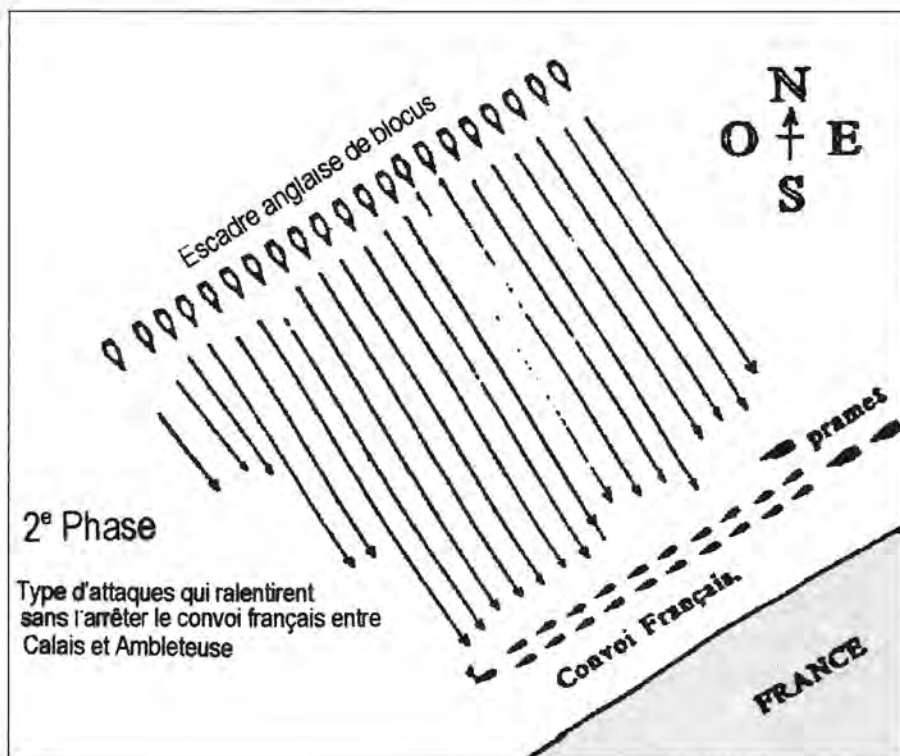 N
O E
S
Escadre anglaise de blocus
prames
2e Phase
Type d'attaques qui ralentirent
sans l'arrêter le convoi français entre
Calais et Ambleteuse
Convoi Français.
FRANCE